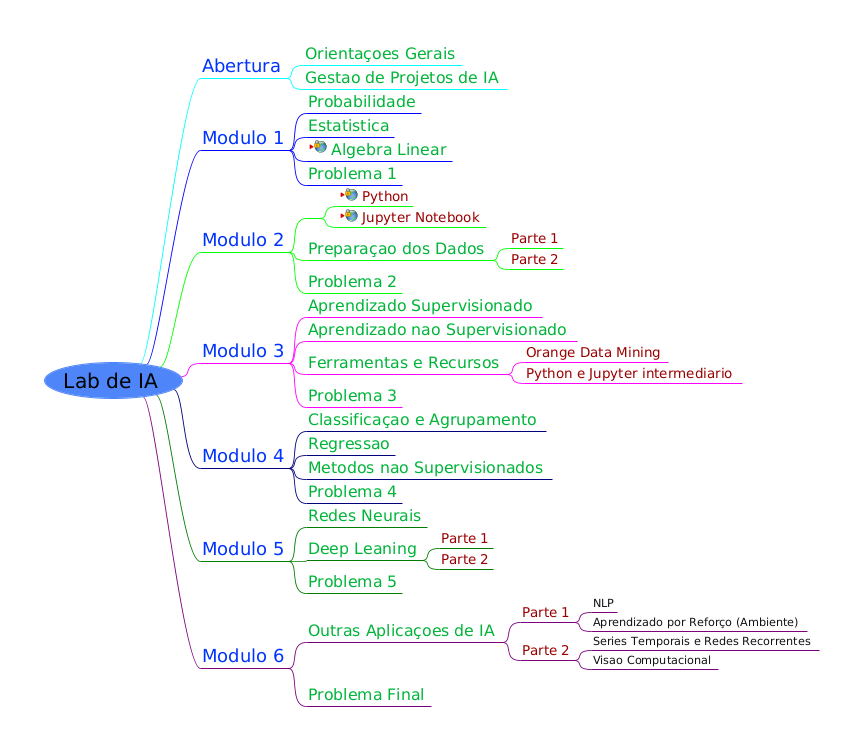 Lab de IA
Abertura
Orientaçoes Gerais
Gestao de Projetos de IA
Modulo 1
Probabilidade
Estatistica
Algebra Linear
Problema 1
Modulo 2
Python
Jupyter Notebook
Preparaçao dos Dados
Parte 1
Parte 2
Problema 2
Modulo 3
Aprendizado Supervisionado
Aprendizado nao Supervisionado
Ferramentas e Recursos
Orange Data Mining
Python e Jupyter intermediario
Problema 3
Modulo 4
Classificaçao e Agrupamento
Regressao
Metodos nao Supervisionados
Problema 4
Modulo 5
Redes Neurais
Deep Leaning
Parte 1
Parte 2
Problema 5
Modulo 6
Outras Aplicaçoes de IA
Parte 1
NLP
Aprendizado por Reforço (Ambiente)
Parte 2
Series Temporais e Redes Recorrentes
Visao Computacional
Problema Final